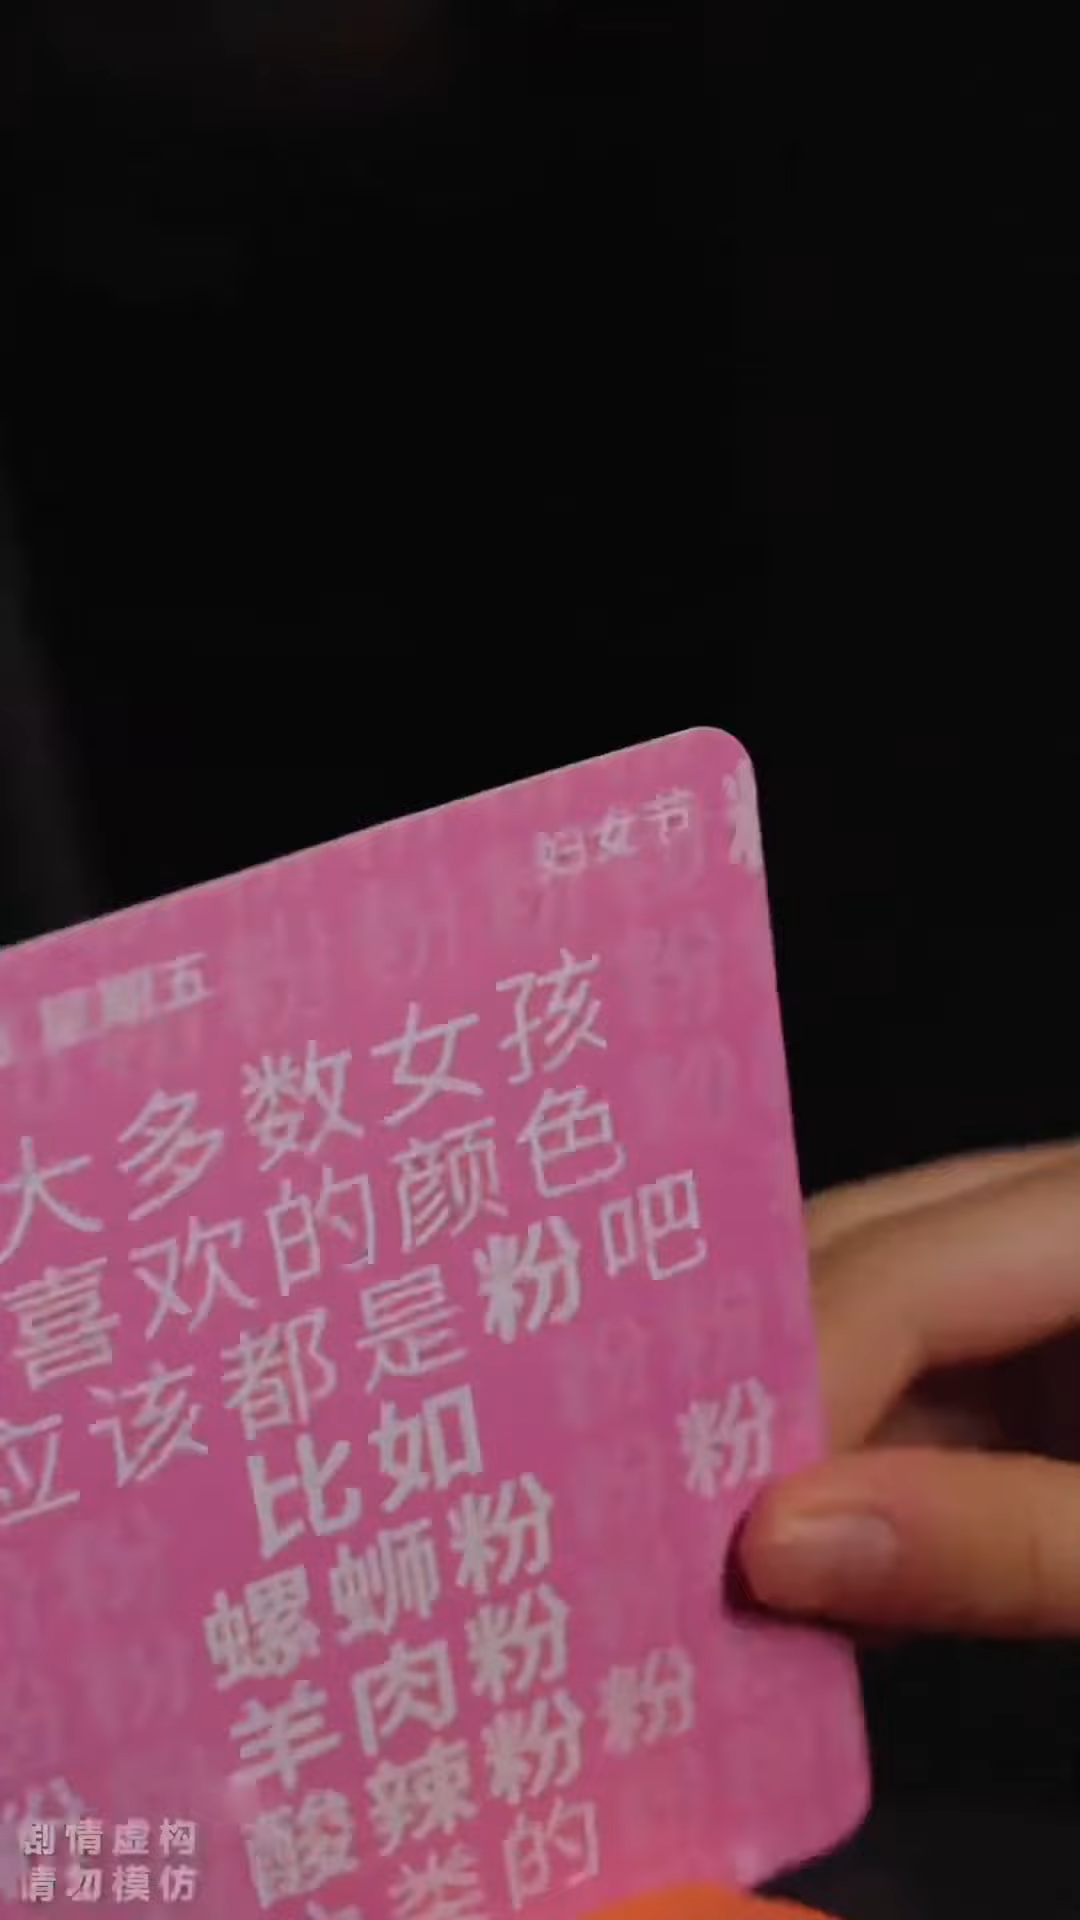 妇女节
星期五
大多数女孩
喜欢的颜色
应该都是粉吧
比如
螺蛳粉
粉
羊肉粉
酸辣粉
粉
类的
剧情虚构
请勿模仿